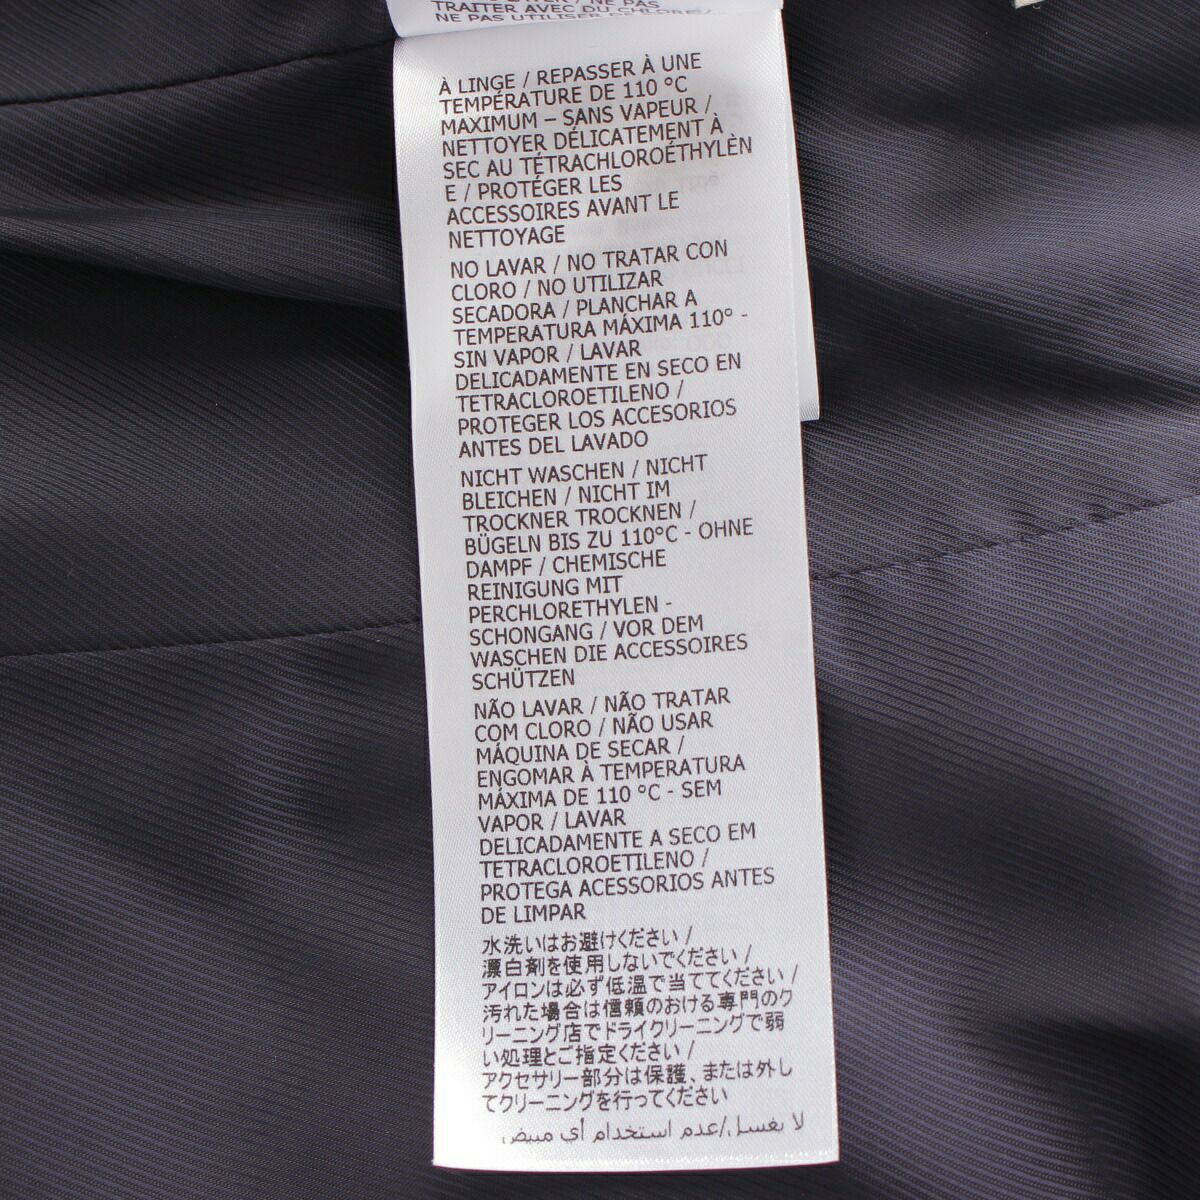 TRAITER AVEC DU CHLORE / NE PAS
NE PAS UTILISER DE CHLORE /
À LINGE / REPASSER À UNE
TEMPÉRATURE DE 110 °C
MAXIMUM – SANS VAPEUR /
NETTOYER DÉLICATEMENT À
SEC AU TÉTRACHLOROÉTHYLÈN
E / PROTÉGER LES
ACCESSOIRES AVANT LE
NETTOYAGE
NO LAVAR / NO TRATAR CON
CLORO / NO UTILIZAR
SECADORA / PLANCHAR A
TEMPERATURA MÁXIMA 110° -
SIN VAPOR / LAVAR
DELICADAMENTE EN SECO EN
TETRACLOROETILENO /
PROTEGER LOS ACCESORIOS
ANTES DEL LAVADO
NICHT WASCHEN / NICHT
BLEICHEN / NICHT IM
TROCKNER TROCKNEN /
BÜGELN BIS ZU 110°C - OHNE
DAMPF / CHEMISCHE
REINIGUNG MIT
PERCHLORETHYLEN -
SCHONGANG / VOR DEM
WASCHEN DIE ACCESSOIRES
SCHÜTZEN
NÃO LAVAR / NÃO TRATAR
COM CLORO / NÃO USAR
MÁQUINA DE SECAR /
ENGOMAR À TEMPERATURA
MÁXIMA DE 110 °C - SEM
VAPOR / LAVAR
DELICADAMENTE A SECO EM
TETRACLOROETILENO /
PROTEGA ACESSORIOS ANTES
DE LIMPAR
水洗いはお避けください /
漂白剤を使用しないでください /
アイロンは必ず低温で当ててください /
汚れた場合は信頼のおける専門のク
リーニング店でドライクリーニングで弱
い処理とご指定ください /
アクセサリー部分は保護、または外し
てクリーニングを行ってください
لا يغسل/عدم استخدام أي مبيض